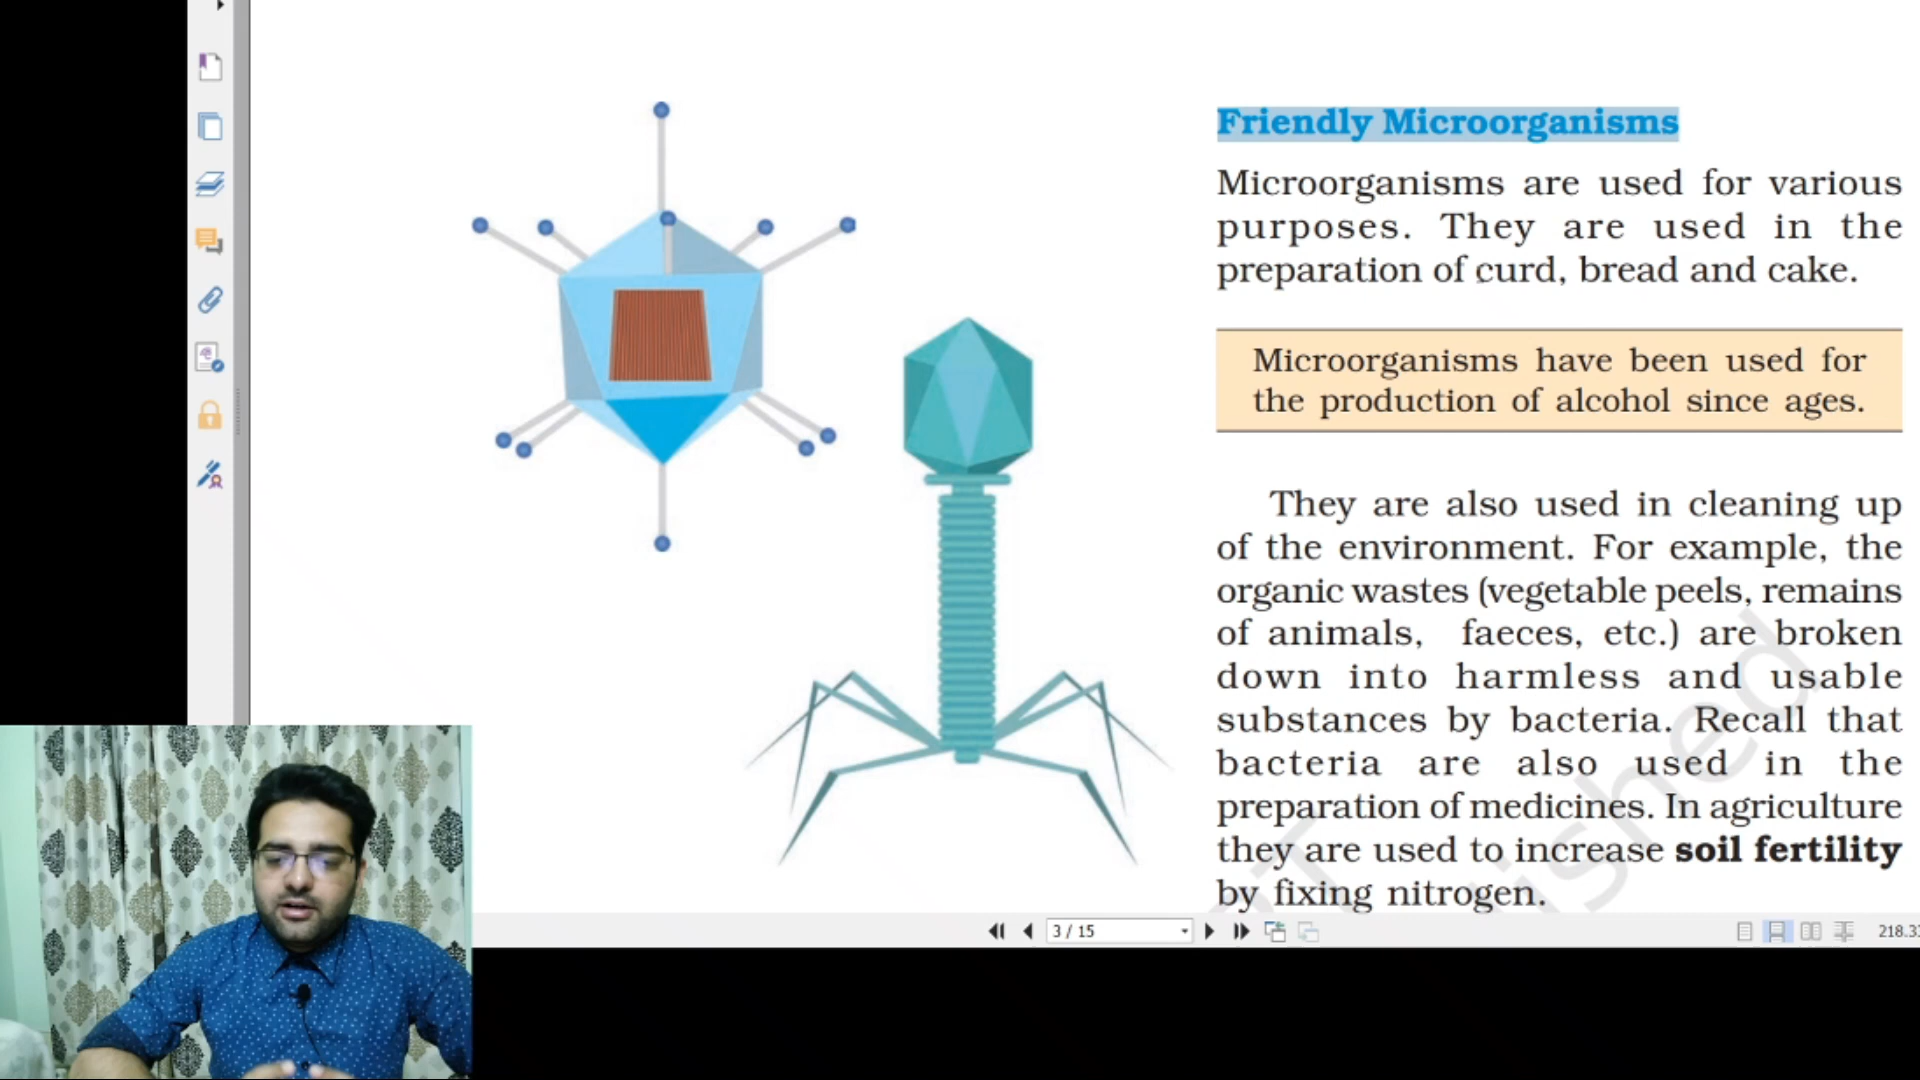 Friendly Microorganisms
Microorganisms are used for various
purposes. They are used in the
preparation of curd, bread and cake.
Microorganisms have been used for
the production of alcohol since ages.
They are also used in cleaning up
of the environment. For example, the
organic wastes (vegetable peels, remains
of animals, faeces, etc.) are broken
down into harmless and usable
substances by bacteria. Recall that
bacteria are also used in the
preparation of medicines. In agriculture
they are used to increase soil fertility
by fixing nitrogen.
3 / 15